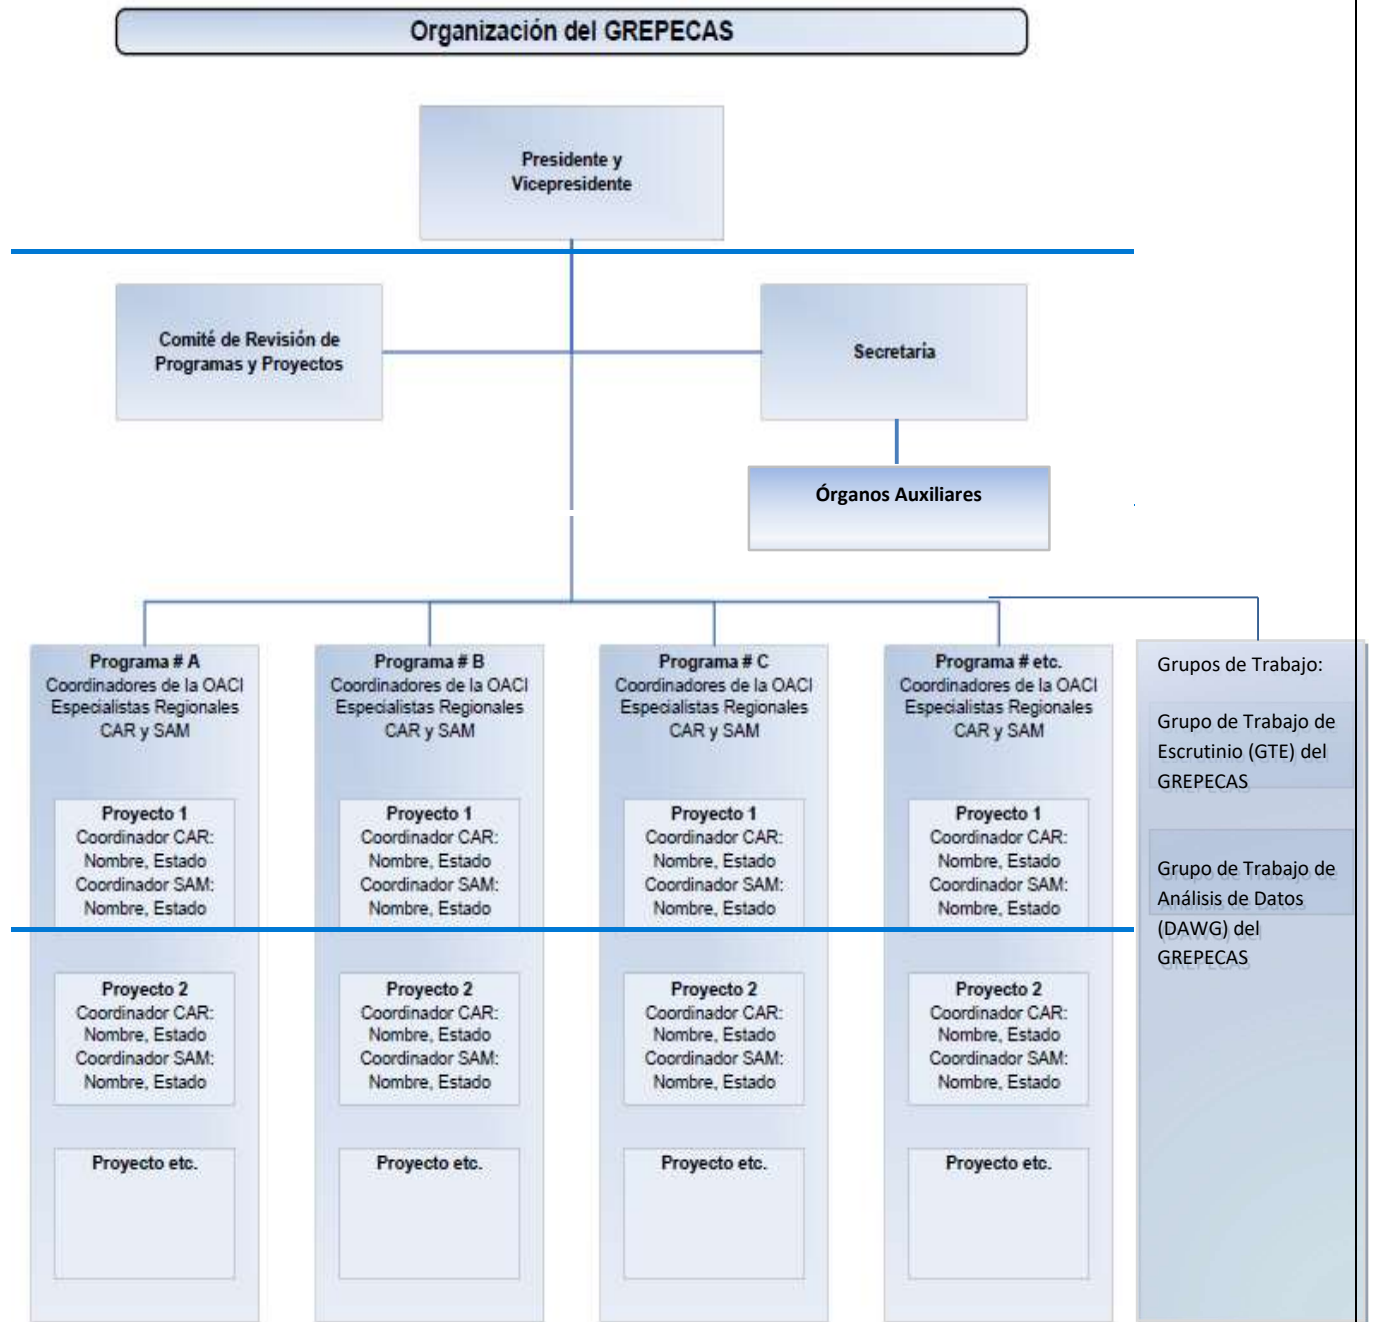 Organización del GREPECAS
Presidente y
Vicepresidente
Comité de Revisión de
Programas y Proyectos
Secretaría
Órganos Auxiliares
Programa # A
Coordinadores de la OACI
Especialistas Regionales
CAR y SAM
Proyecto 1
Coordinador CAR:
Nombre, Estado
Coordinador SAM:
Nombre, Estado
Proyecto 2
Coordinador CAR:
Nombre, Estado
Coordinador SAM:
Nombre, Estado
Proyecto etc.
Programa # B
Coordinadores de la OACI
Especialistas Regionales
CAR y SAM
Proyecto 1
Coordinador CAR:
Nombre, Estado
Coordinador SAM:
Nombre, Estado
Proyecto 2
Coordinador CAR:
Nombre, Estado
Coordinador SAM:
Nombre, Estado
Proyecto etc.
Programa # C
Coordinadores de la OACI
Especialistas Regionales
CAR y SAM
Proyecto 1
Coordinador CAR:
Nombre, Estado
Coordinador SAM:
Nombre, Estado
Proyecto 2
Coordinador CAR:
Nombre, Estado
Coordinador SAM:
Nombre, Estado
Proyecto etc.
Programa # etc.
Coordinadores de la OACI
Especialistas Regionales
CAR y SAM
Proyecto 1
Coordinador CAR:
Nombre, Estado
Coordinador SAM:
Nombre, Estado
Proyecto 2
Coordinador CAR:
Nombre, Estado
Coordinador SAM:
Nombre, Estado
Proyecto etc.
Grupos de Trabajo:
Grupo de Trabajo de
Escrutinio (GTE) del
GREPECAS
Grupo de Trabajo de
Análisis de Datos
(DAWG) del
GREPECAS